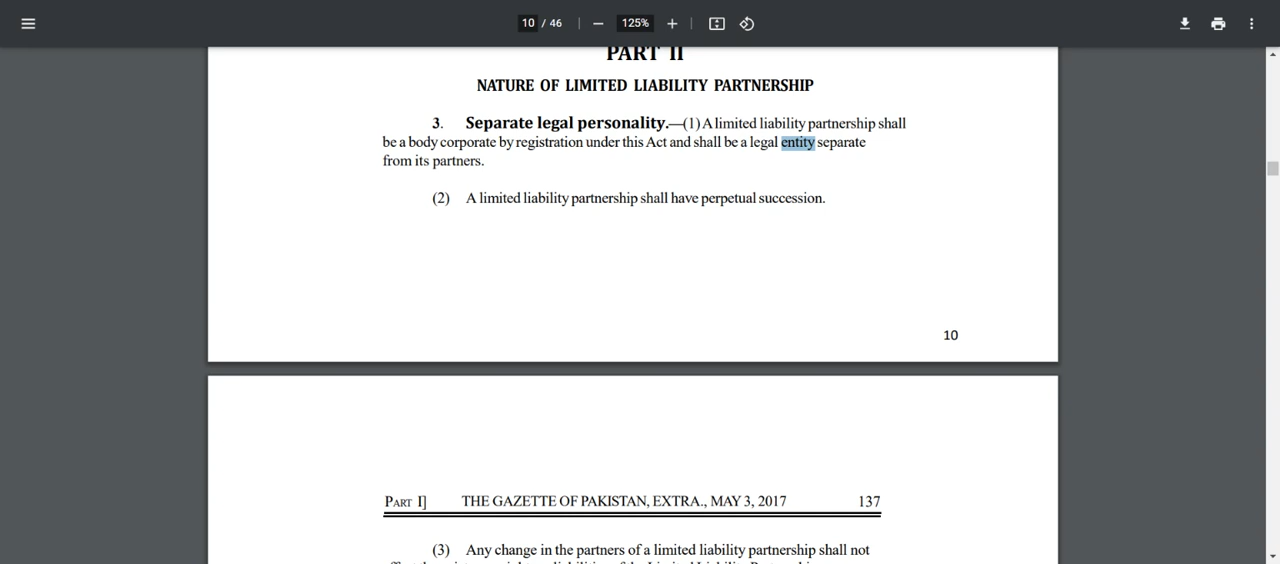 10 / 46 | − 125% + |
PART II
NATURE OF LIMITED LIABILITY PARTNERSHIP
3. Separate legal personality.—(1) A limited liability partnership shall
be a body corporate by registration under this Act and shall be a legal entity separate
from its partners.
(2) A limited liability partnership shall have perpetual succession.
10
PART I] THE GAZETTE OF PAKISTAN, EXTRA., MAY 3, 2017 137
(3) Any change in the partners of a limited liability partnership shall not